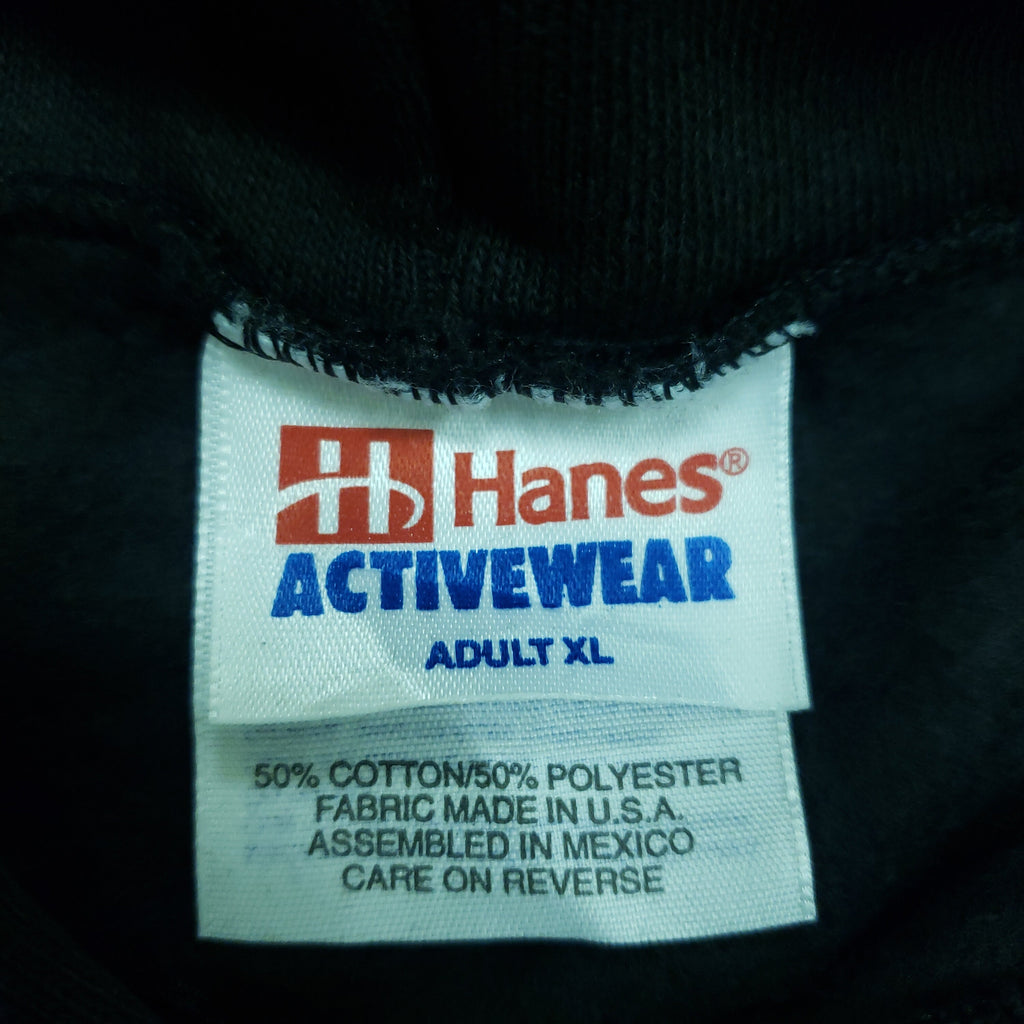 H Hanes®
ACTIVEWEAR
ADULT XL
50% COTTON/50% POLYESTER
FABRIC MADE IN U.S.A.
ASSEMBLED IN MEXICO
CARE ON REVERSE